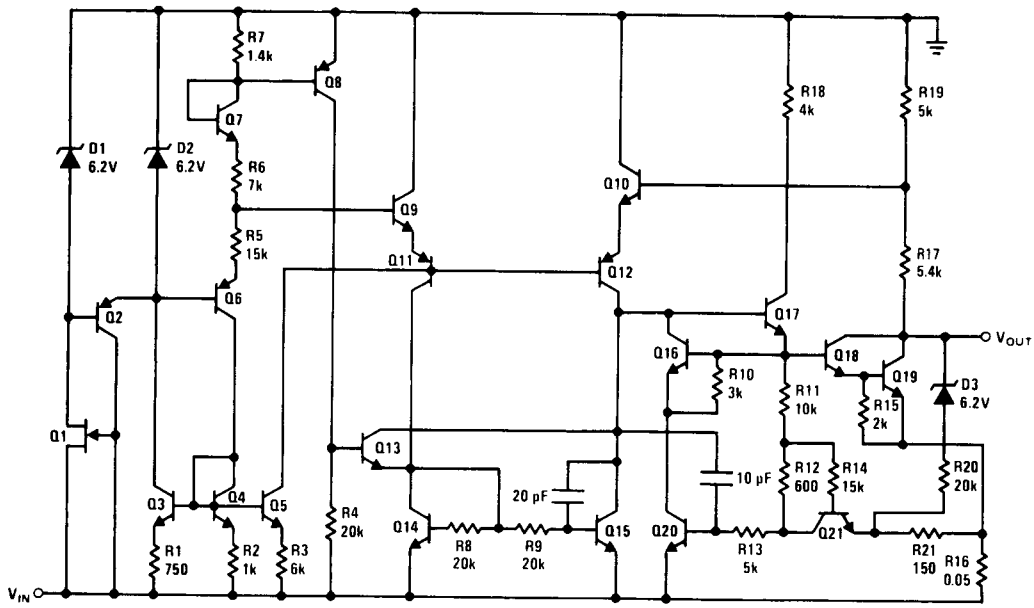 R7
1.4k
Q8
R18
4k
R19
5k
Q7
D1
6.2V
D2
6.2V
R6
7k
Q10
Q9
R5
15k
R17
5.4k
Q11
Q12
Q2
Q6
Q17
VOUT
Q16
Q18
R10
3k
Q19
R11
10k
D3
6.2V
R15
2k
Q1
Q13
R12
600
R14
15k
R20
20k
10 pF
20 pF
Q3
Q4
Q5
R4
20k
Q14
R8
20k
R9
20k
Q15
Q20
R13
5k
Q21
R21
150
R1
750
R2
1k
R3
6k
R16
0.05
VIN